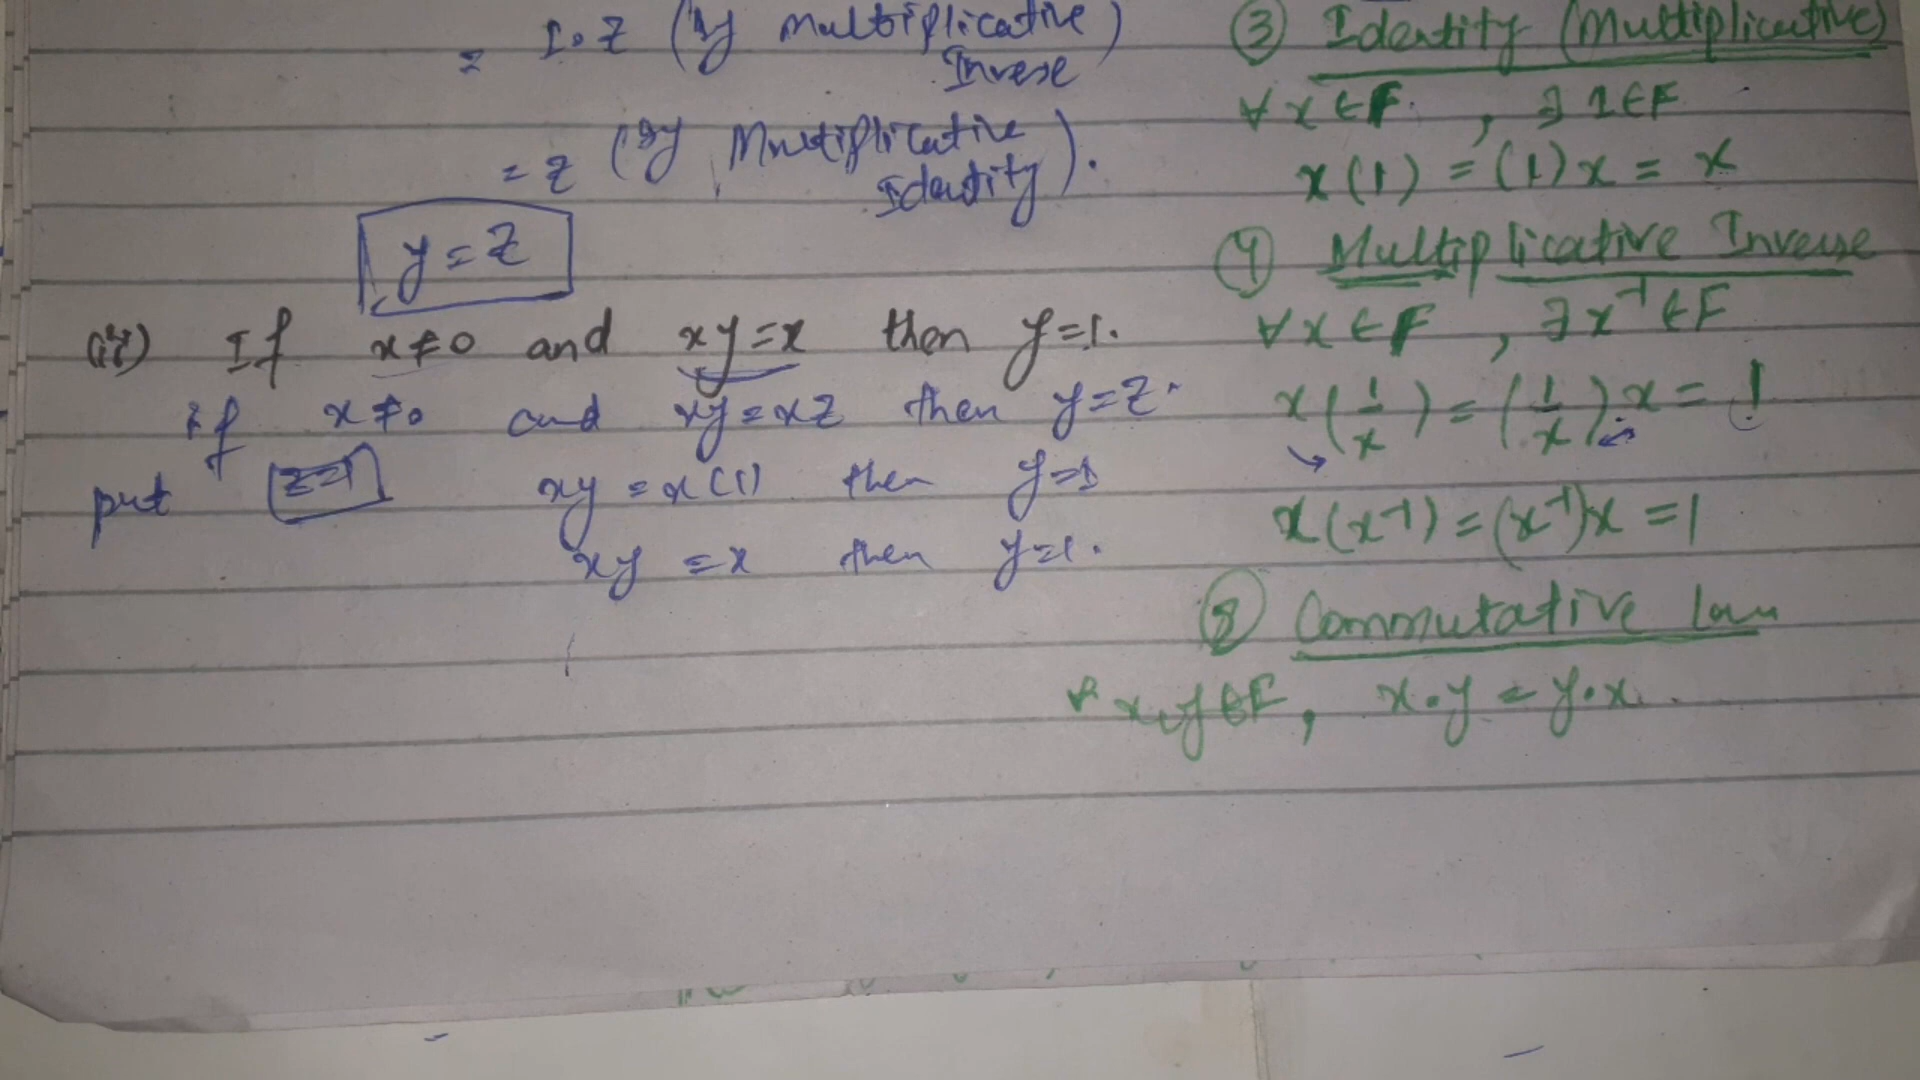 = 1.z (By Multiplicative
Inverse)
= z (By Multiplicative
Identity).
y = z
(ii) If x ≠ 0 and xy = x then y = 1.
if x ≠ 0 and xy = xz then y = z.
put z=1 xy = x(1) then y=1
xy = x then y=1.
③ Identity (Multiplicative)
∀ x ∈ F, ∃ 1 ∈ F
x(1) = (1)x = x
④ Multiplicative Inverse
∀ x ∈ F, ∃ x⁻¹ ∈ F
x(1/x) = (1/x)x = 1
x(x⁻¹) = (x⁻¹)x = 1
Commutative law
∀ x,y ∈ F, x.y = y.x.